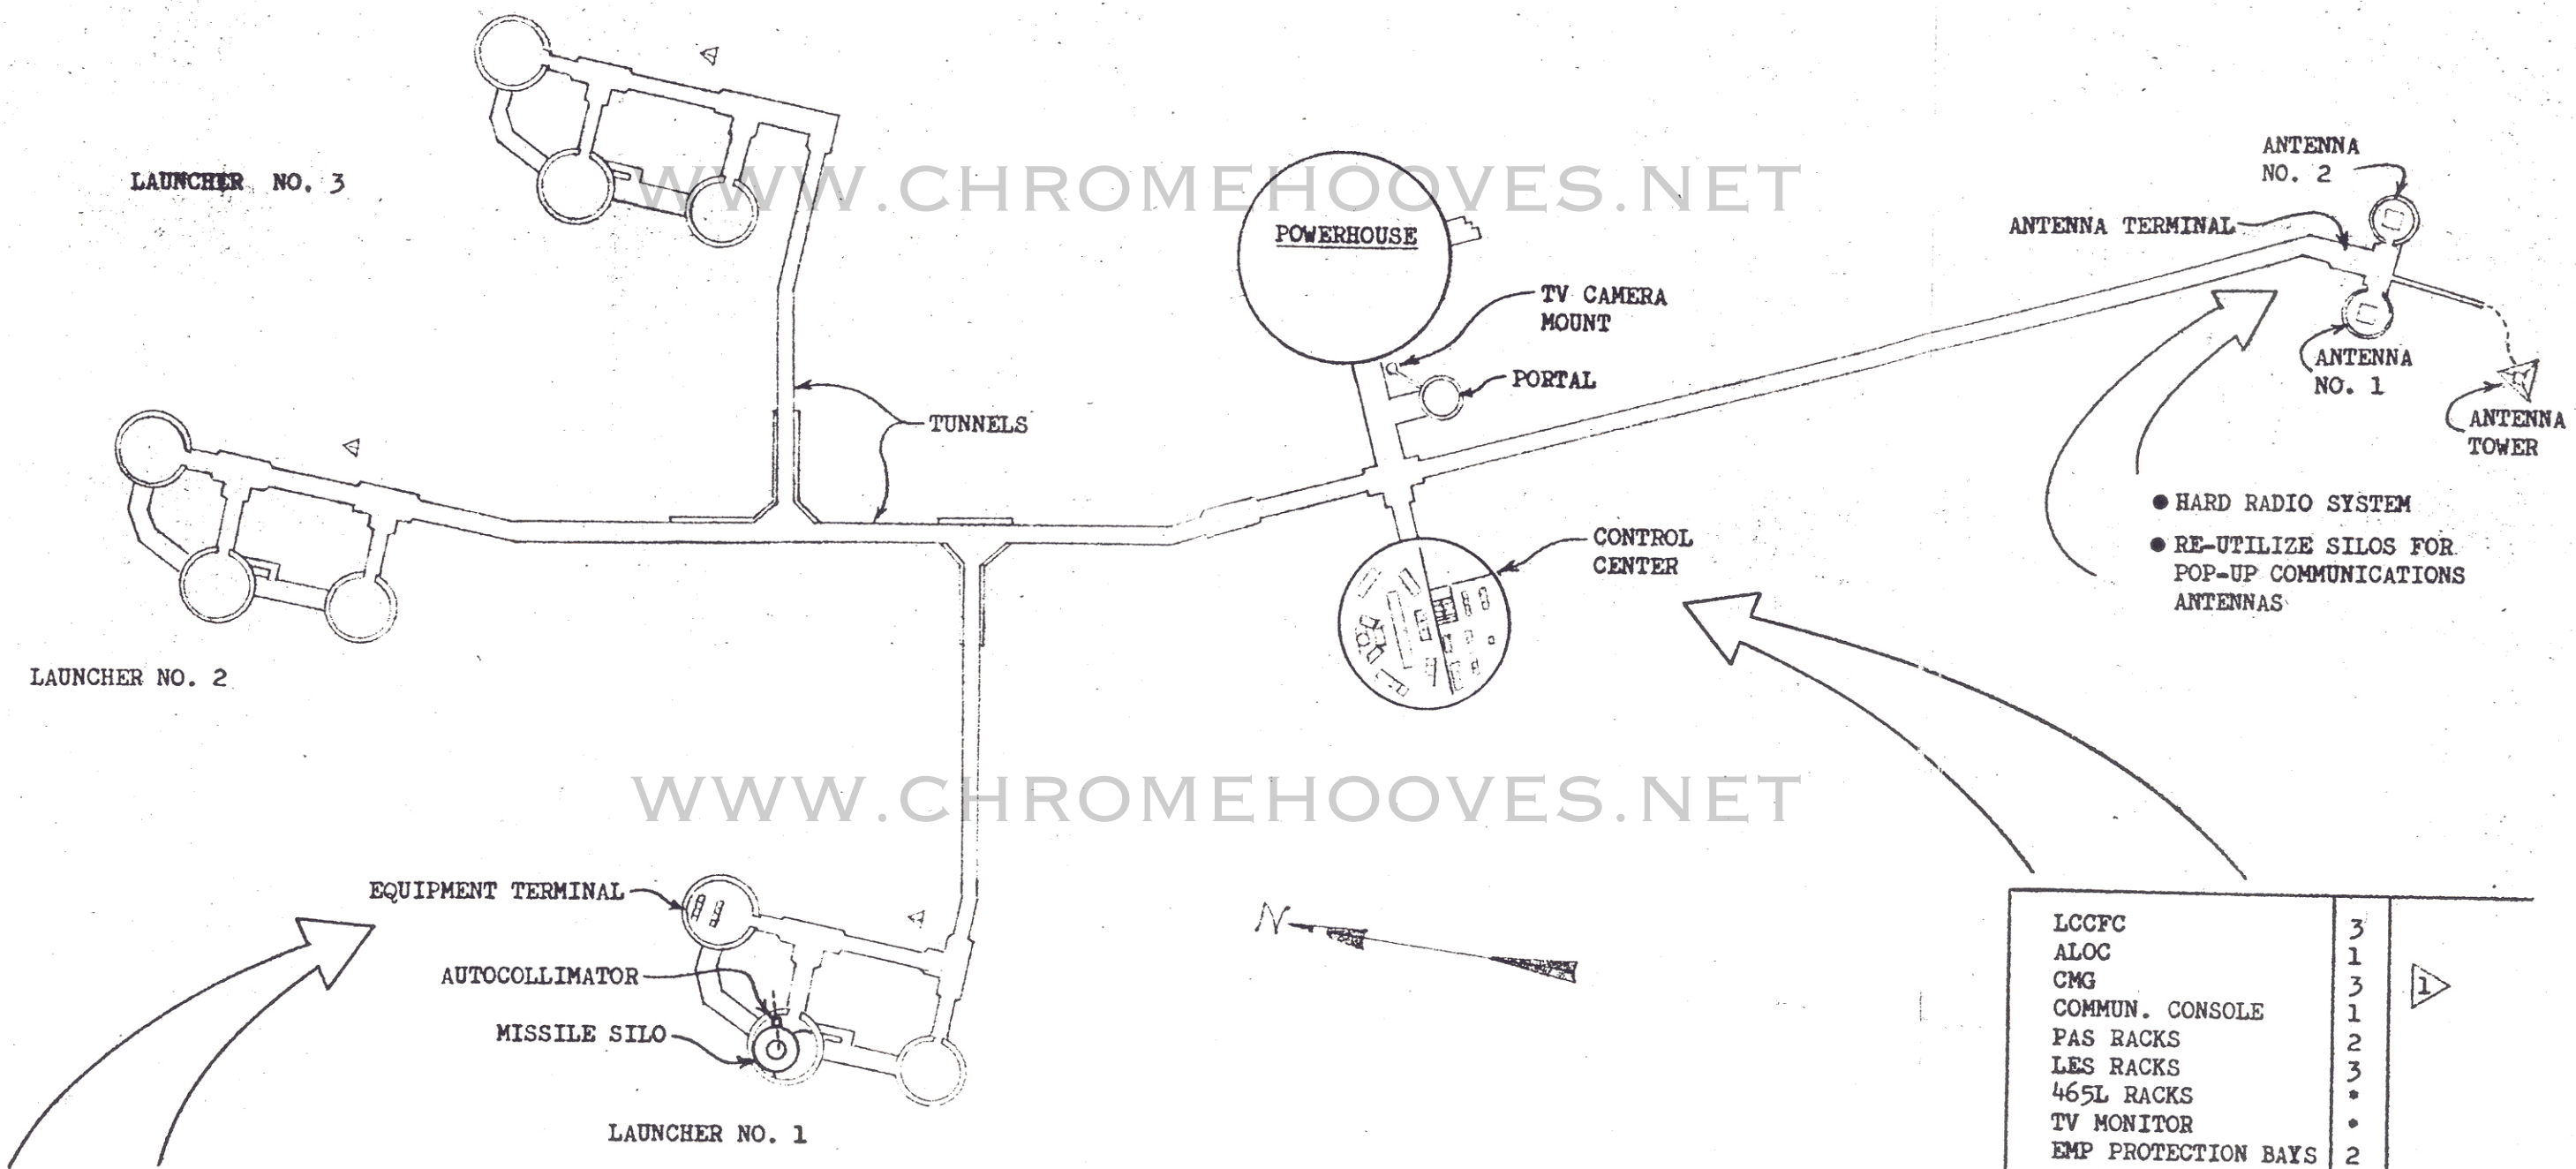 WWW.CHROMEHOOVES.NET
LAUNCHER NO. 3
POWERHOUSE
TV CAMERA
MOUNT
PORTAL
ANTENNA
NO. 2
ANTENNA TERMINAL
ANTENNA
NO. 1
ANTENNA
TOWER
TUNNELS
● HARD RADIO SYSTEM
● RE-UTILIZE SILOS FOR
POP-UP COMMUNICATIONS
ANTENNAS
CONTROL
CENTER
LAUNCHER NO. 2
WWW.CHROMEHOOVES.NET
EQUIPMENT TERMINAL
AUTOCOLLIMATOR
MISSILE SILO
LAUNCHER NO. 1
N
LCCFC 3
ALOC 1
CMG 3
COMMUN. CONSOLE 1
PAS RACKS 2
LES RACKS 3
465L RACKS *
TV MONITOR *
EMP PROTECTION BAYS 2
1